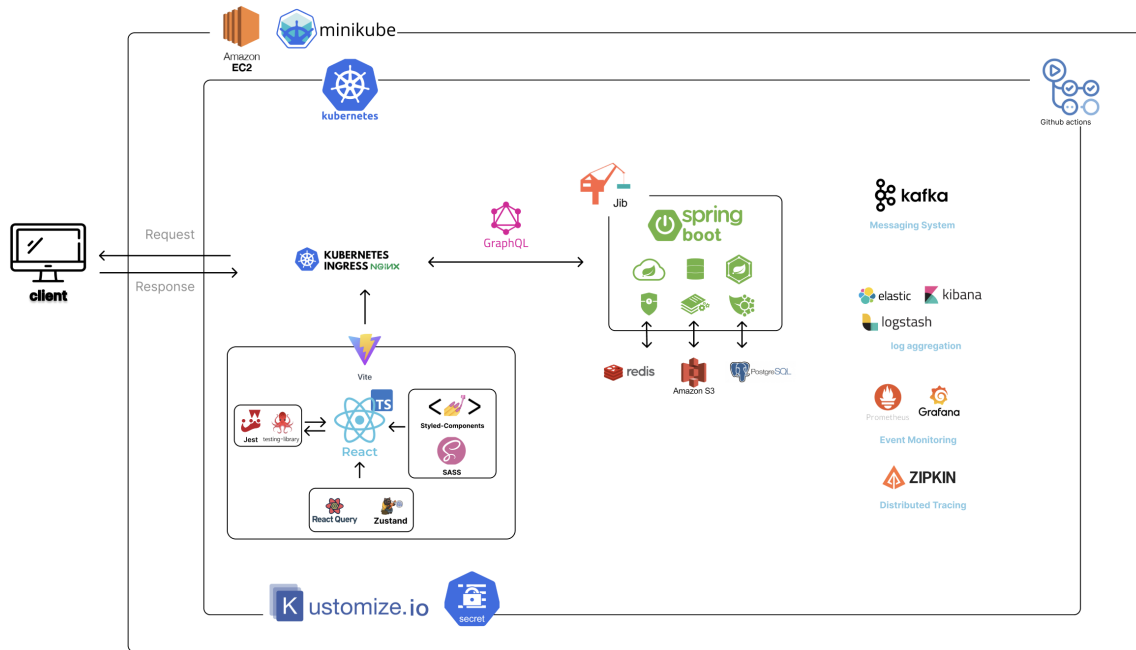 Amazon
EC2
minikube
kubernetes
Github actions
Jib
spring
boot
kafka
Messaging System
GraphQL
Request
Response
client
KUBERNETES
INGRESS NGINX
elastic
kibana
logstash
log aggregation
Vite
redis
Amazon S3
PostgreSQL
TS
React
Jest
testing-library
Styled-Components
SASS
Prometheus
Grafana
Event Monitoring
React Query
Zustand
ZIPKIN
Distributed Tracing
Kustomize.io
secret